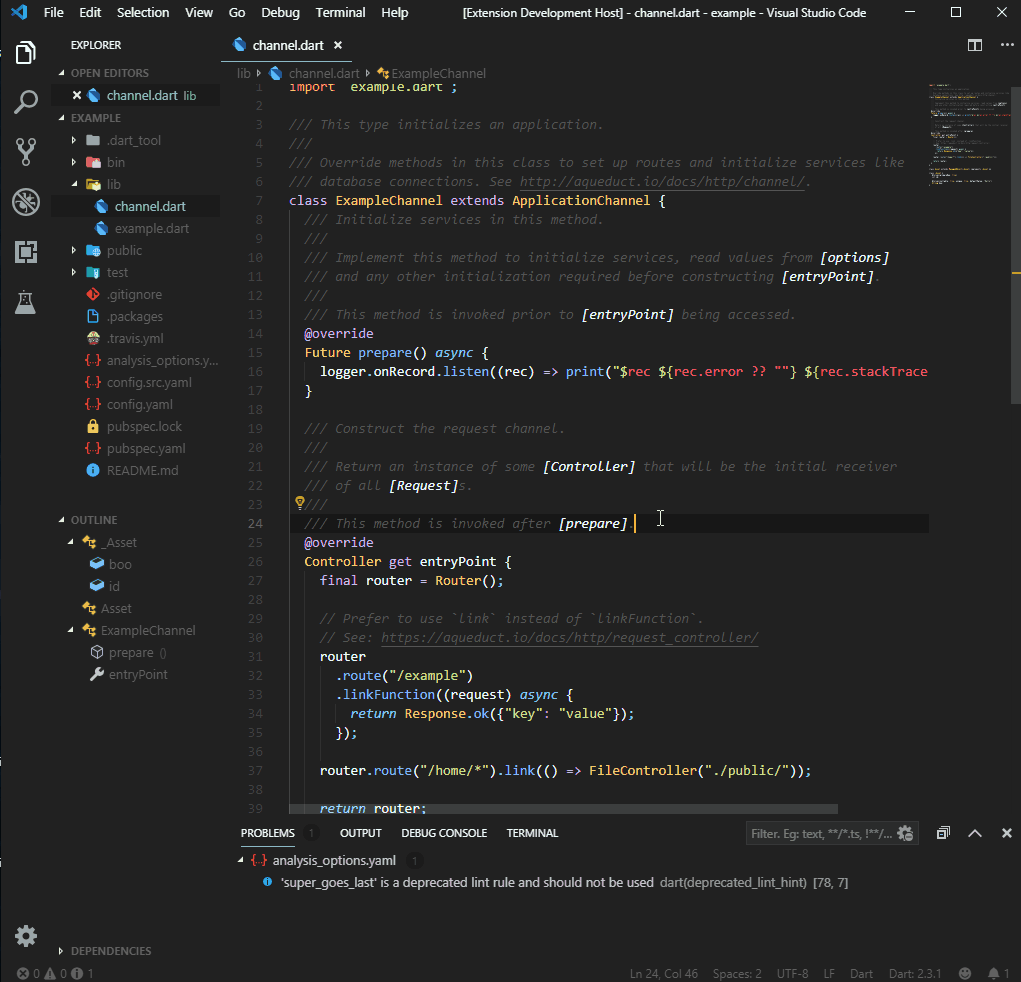 File Edit Selection View Go Debug Terminal Help [Extension Development Host] - channel.dart - example - Visual Studio Code
EXPLORER
OPEN EDITORS
channel.dart lib
EXAMPLE
.dart_tool
bin
lib
channel.dart
example.dart
public
test
.gitignore
.packages
.travis.yml
analysis_options.y...
config.src.yaml
config.yaml
pubspec.lock
pubspec.yaml
README.md
OUTLINE
_Asset
boo
id
Asset
ExampleChannel
prepare ()
entryPoint
DEPENDENCIES
channel.dart
lib channel.dart ExampleChannel
1 import 'example.dart';
2
3 /// This type initializes an application.
4 ///
5 /// Override methods in this class to set up routes and initialize services like
6 /// database connections. See http://aqueduct.io/docs/http/channel/.
7 class ExampleChannel extends ApplicationChannel {
8 /// Initialize services in this method.
9 ///
10 /// Implement this method to initialize services, read values from [options]
11 /// and any other initialization required before constructing [entryPoint].
12 ///
13 /// This method is invoked prior to [entryPoint] being accessed.
14 @override
15 Future prepare() async {
16 logger.onRecord.listen((rec) => print("$rec ${rec.error ?? ""} ${rec.stackTrace
17 }
18
19 /// Construct the request channel.
20 ///
21 /// Return an instance of some [Controller] that will be the initial receiver
22 /// of all [Request]s.
23 ///
24 /// This method is invoked after [prepare].
25 @override
26 Controller get entryPoint {
27 final router = Router();
28
29 // Prefer to use `link` instead of `linkFunction`.
30 // See: https://aqueduct.io/docs/http/request_controller/
31 router
32 .route("/example")
33 .linkFunction((request) async {
34 return Response.ok({"key": "value"});
35 });
36
37 router.route("/home/*").link(() => FileController("./public/"));
38
39 return router;
PROBLEMS 1 OUTPUT DEBUG CONSOLE TERMINAL Filter. Eg: text, **/*.ts, !**/...
analysis_options.yaml 1
'super_goes_last' is a deprecated lint rule and should not be used dart(deprecated_lint_hint) [78, 7]
0 0 1 Ln 24, Col 46 Spaces: 2 UTF-8 LF Dart Dart: 2.3.1 1